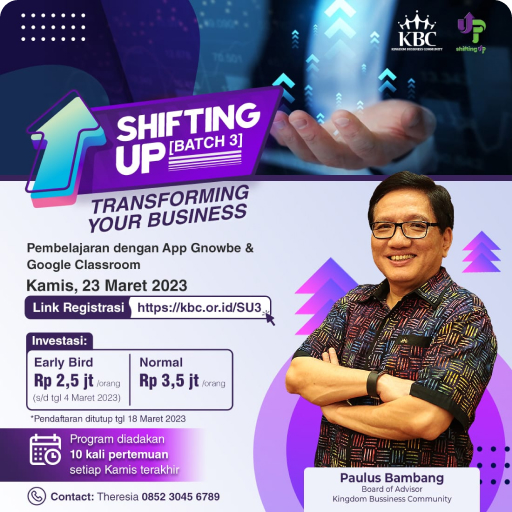 KBC
KINGDOM BUSINESS COMMUNITY
UP
shifting Up
SHIFTING
UP [BATCH 3]
TRANSFORMING
YOUR BUSINESS
Pembelajaran dengan App Gnowbe &
Google Classroom
Kamis, 23 Maret 2023
Link Registrasi https://kbc.or.id/SU3
Investasi:
Early Bird
Rp 2,5 jt /orang
(s/d tgl 4 Maret 2023)
Normal
Rp 3,5 jt /orang
*Pendaftaran ditutup tgl 18 Maret 2023
Program diadakan
10 kali pertemuan
setiap Kamis terakhir
Contact: Theresia 0852 3045 6789
Paulus Bambang
Board of Advisor
Kingdom Bussiness Community